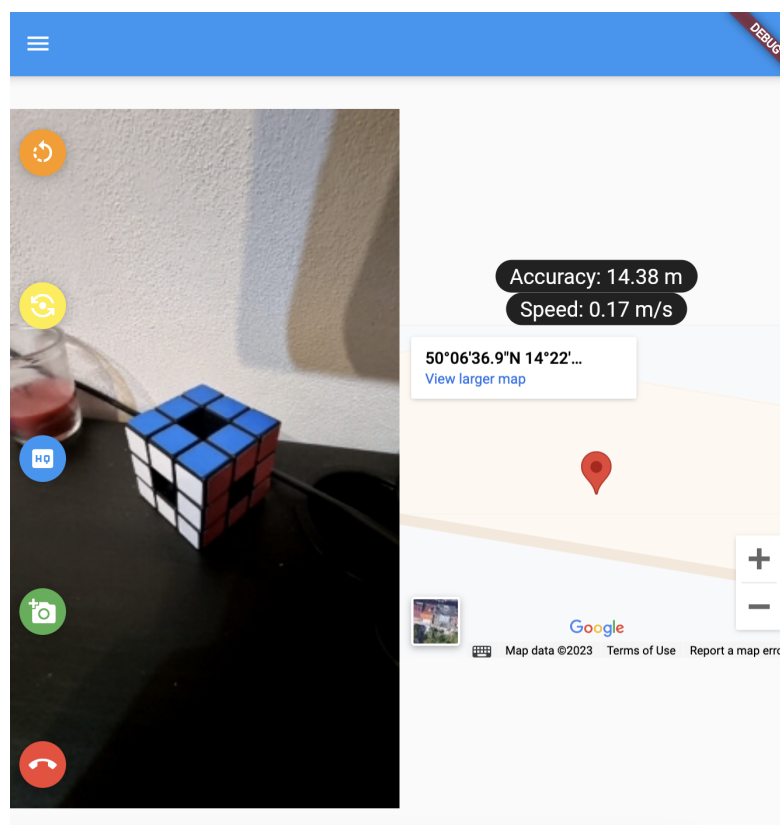 DEBUG
HQ
Accuracy: 14.38 m
Speed: 0.17 m/s
50°06'36.9"N 14°22'...
View larger map
Google
Map data ©2023 Terms of Use Report a map erro